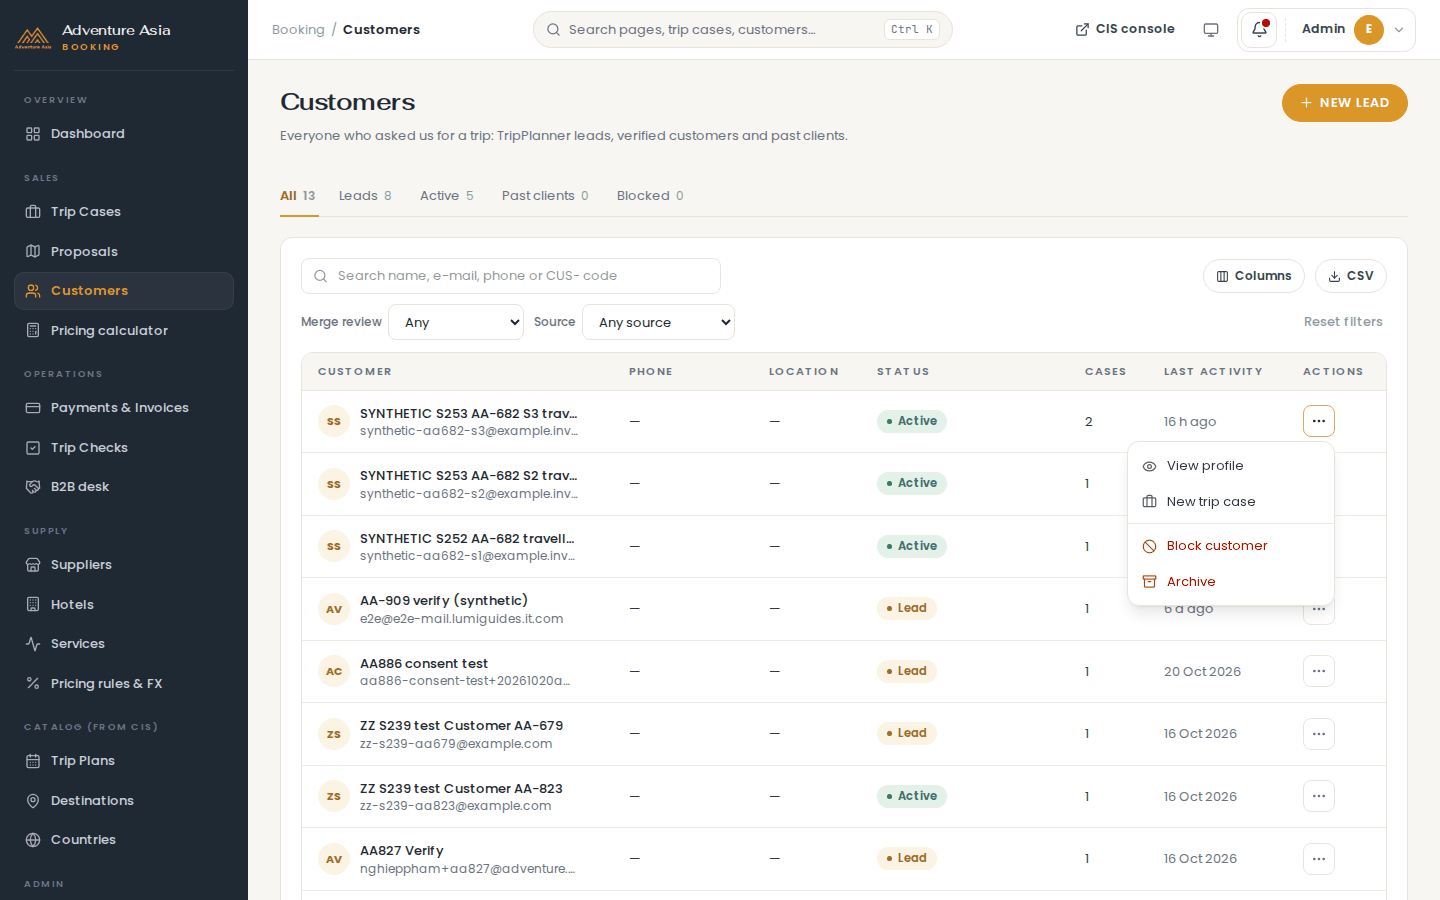 Adventure Asia
BOOKING
OVERVIEW
Dashboard
SALES
Trip Cases
Proposals
Customers
Pricing calculator
OPERATIONS
Payments & Invoices
Trip Checks
B2B desk
SUPPLY
Suppliers
Hotels
Services
Pricing rules & FX
CATALOG (FROM CIS)
Trip Plans
Destinations
Countries
ADMIN
Booking / Customers
Search pages, trip cases, customers...
Ctrl K
CIS console
Admin
E
Customers
NEW LEAD
Everyone who asked us for a trip: TripPlanner leads, verified customers and past clients.
All 13
Leads 8
Active 5
Past clients 0
Blocked 0
Search name, e-mail, phone or CUS- code
Columns
CSV
Merge review
Any
Source
Any source
Reset filters
CUSTOMER PHONE LOCATION STATUS CASES LAST ACTIVITY ACTIONS
SS SYNTHETIC S253 AA-682 S3 trav... — — Active 2 16 h ago
synthetic-aa682-s3@example.inv...
SS SYNTHETIC S253 AA-682 S2 trav... — — Active 1
synthetic-aa682-s2@example.inv...
SS SYNTHETIC S252 AA-682 travell... — — Active 1
synthetic-aa682-s1@example.inv...
AV AA-909 verify (synthetic) — — Lead 1 6 d ago
e2e@e2e-mail.lumiguides.it.com
AC AA886 consent test — — Lead 1 20 Oct 2026
aa886-consent-test+20261020a...
ZS ZZ S239 test Customer AA-679 — — Lead 1 16 Oct 2026
zz-s239-aa679@example.com
ZS ZZ S239 test Customer AA-823 — — Active 1 16 Oct 2026
zz-s239-aa823@example.com
AV AA827 Verify — — Lead 1 16 Oct 2026
nghieppham+aa827@adventure....
View profile
New trip case
Block customer
Archive